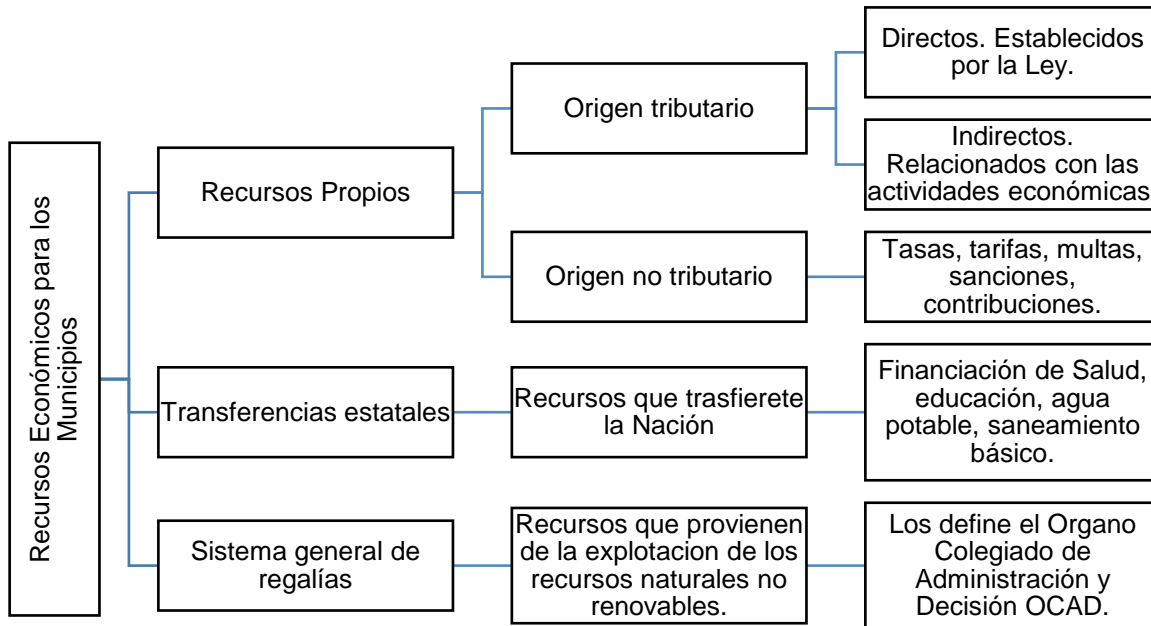 Recursos Económicos para los
Municipios
Recursos Propios
Origen tributario
Directos. Establecidos
por la Ley.
Indirectos.
Relacionados con las
actividades económicas
Origen no tributario
Tasas, tarifas, multas,
sanciones,
contribuciones.
Transferencias estatales
Recursos que trasfierete
la Nación
Financiación de Salud,
educación, agua
potable, saneamiento
básico.
Sistema general de
regalías
Recursos que provienen
de la explotacion de los
recursos naturales no
renovables.
Los define el Organo
Colegiado de
Administración y
Decisión OCAD.